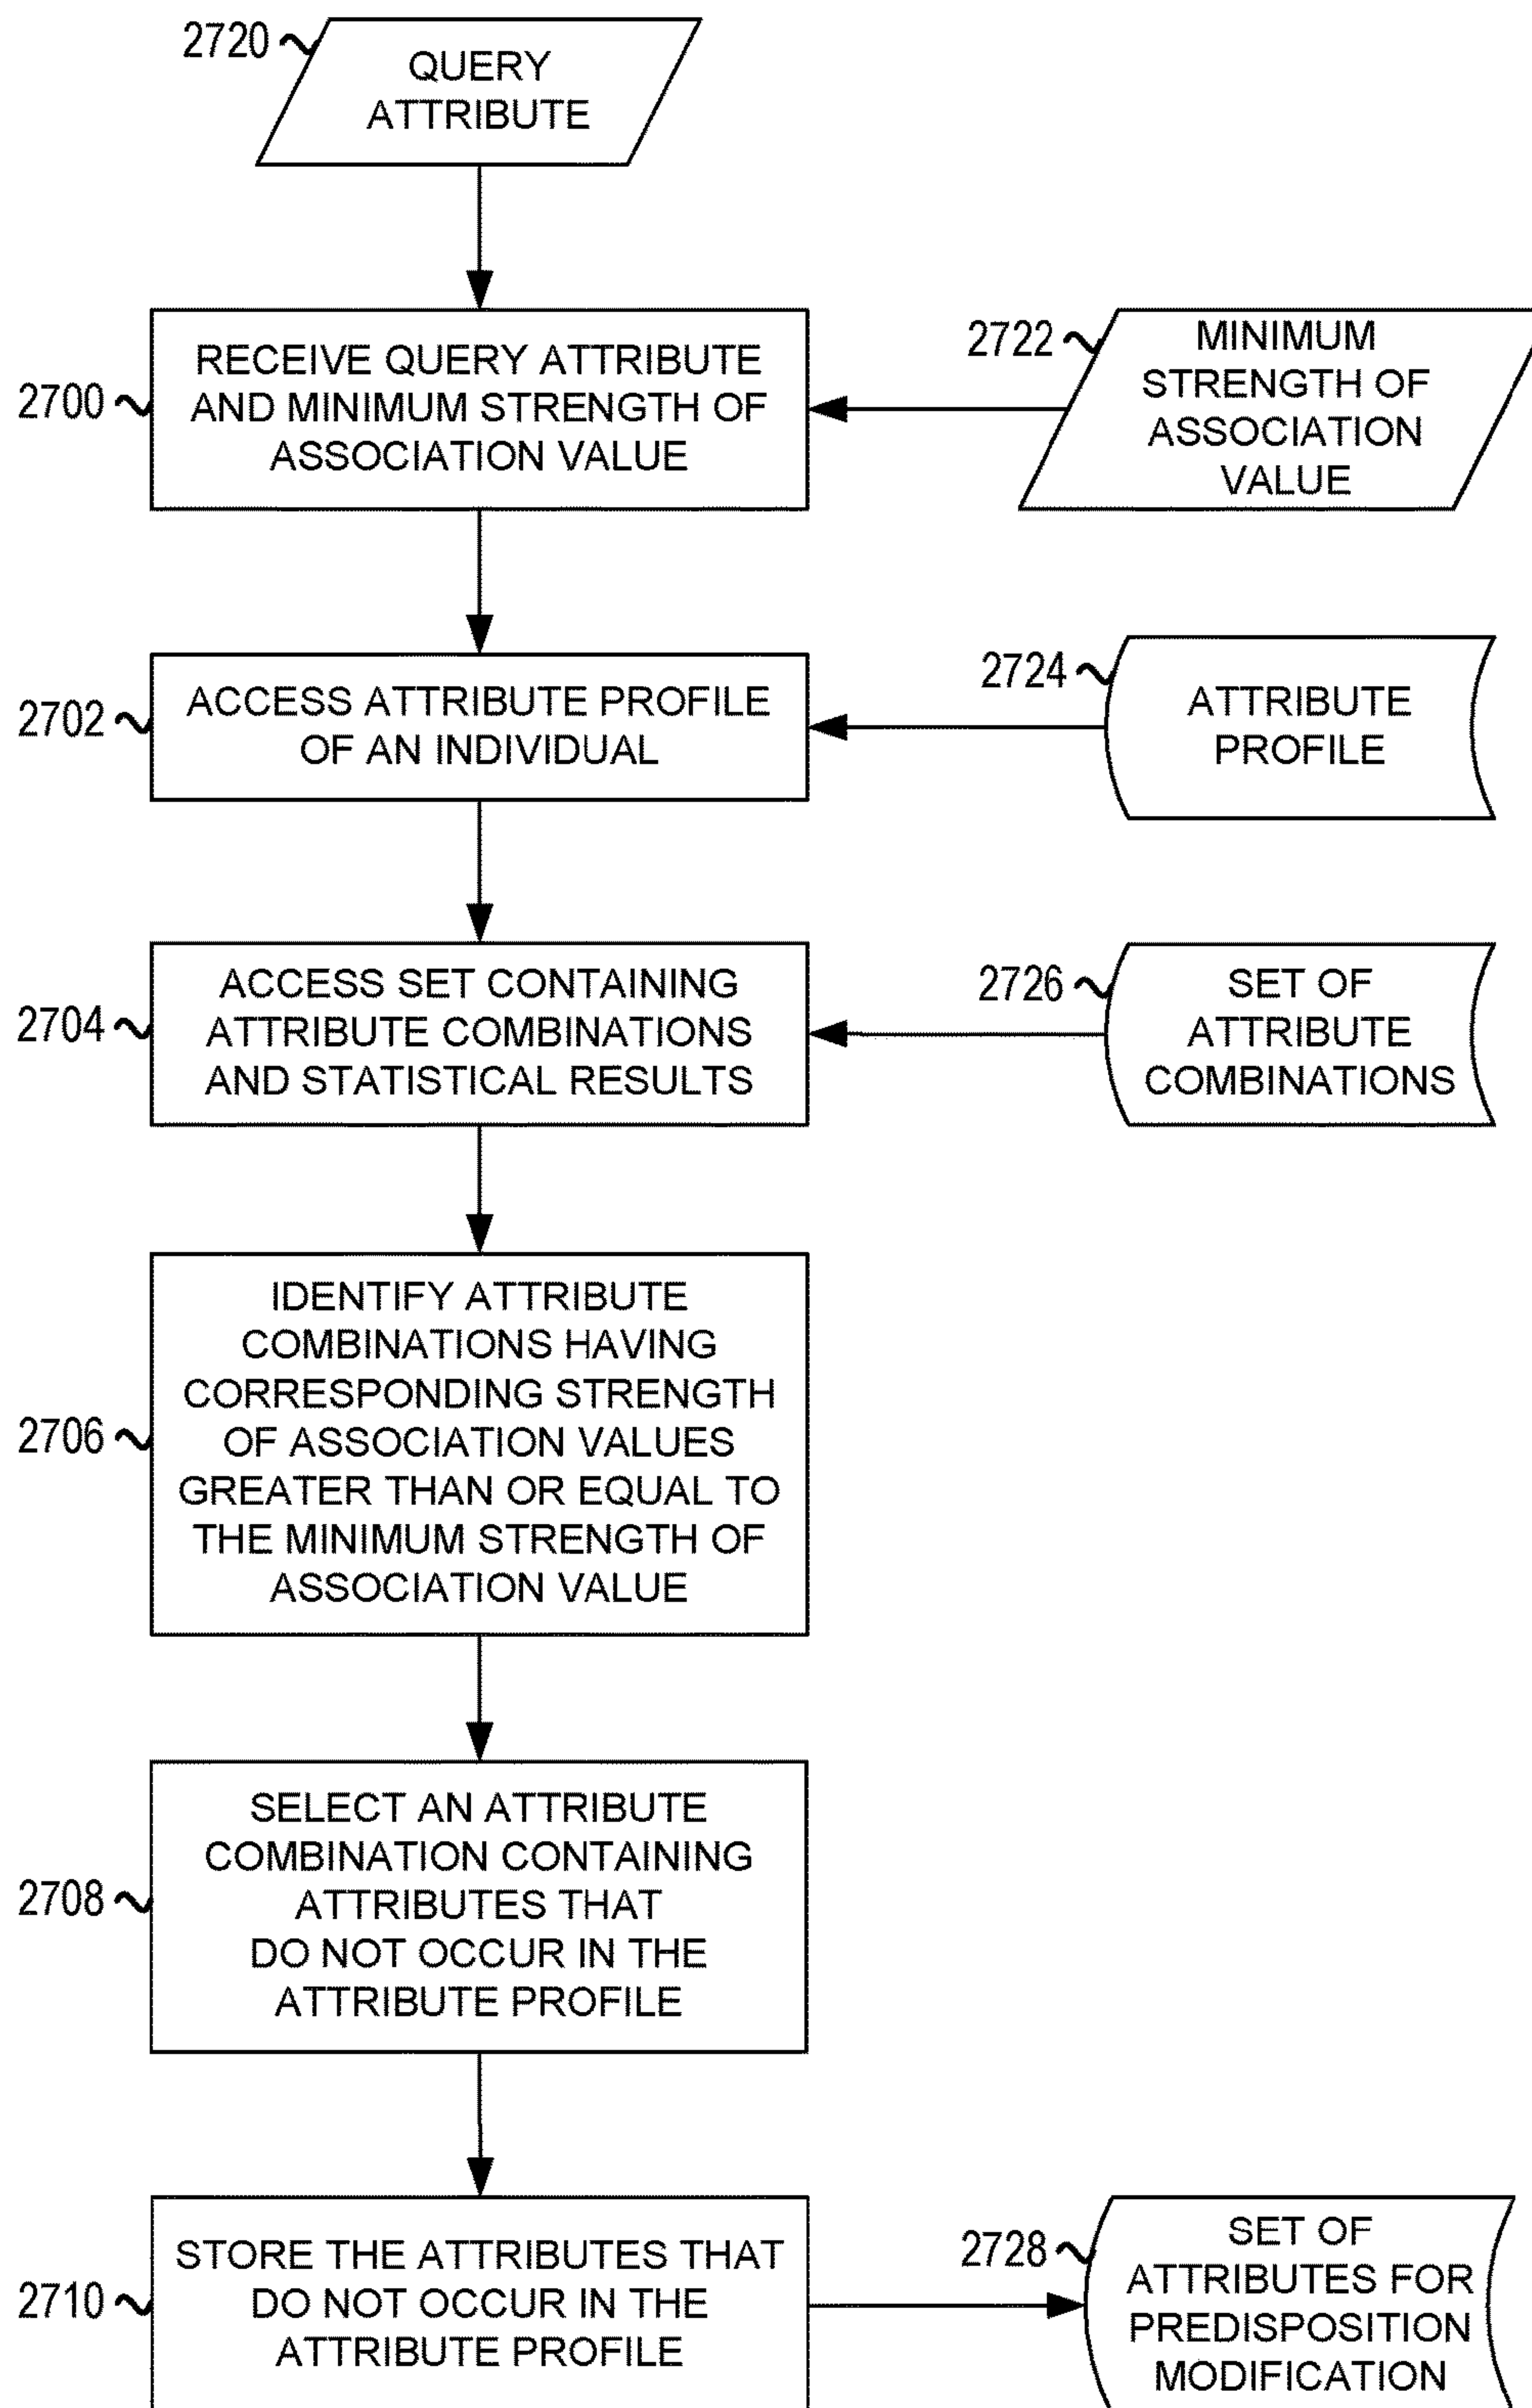 2720
QUERY
ATTRIBUTE
2700
RECEIVE QUERY ATTRIBUTE
AND MINIMUM STRENGTH OF
ASSOCIATION VALUE
2722
MINIMUM
STRENGTH OF
ASSOCIATION
VALUE
2702
ACCESS ATTRIBUTE PROFILE
OF AN INDIVIDUAL
2724
ATTRIBUTE
PROFILE
2704
ACCESS SET CONTAINING
ATTRIBUTE COMBINATIONS
AND STATISTICAL RESULTS
2726
SET OF
ATTRIBUTE
COMBINATIONS
2706
IDENTIFY ATTRIBUTE
COMBINATIONS HAVING
CORRESPONDING STRENGTH
OF ASSOCIATION VALUES
GREATER THAN OR EQUAL TO
THE MINIMUM STRENGTH OF
ASSOCIATION VALUE
2708
SELECT AN ATTRIBUTE
COMBINATION CONTAINING
ATTRIBUTES THAT
DO NOT OCCUR IN THE
ATTRIBUTE PROFILE
2710
STORE THE ATTRIBUTES THAT
DO NOT OCCUR IN THE
ATTRIBUTE PROFILE
2728
SET OF
ATTRIBUTES FOR
PREDISPOSITION
MODIFICATION